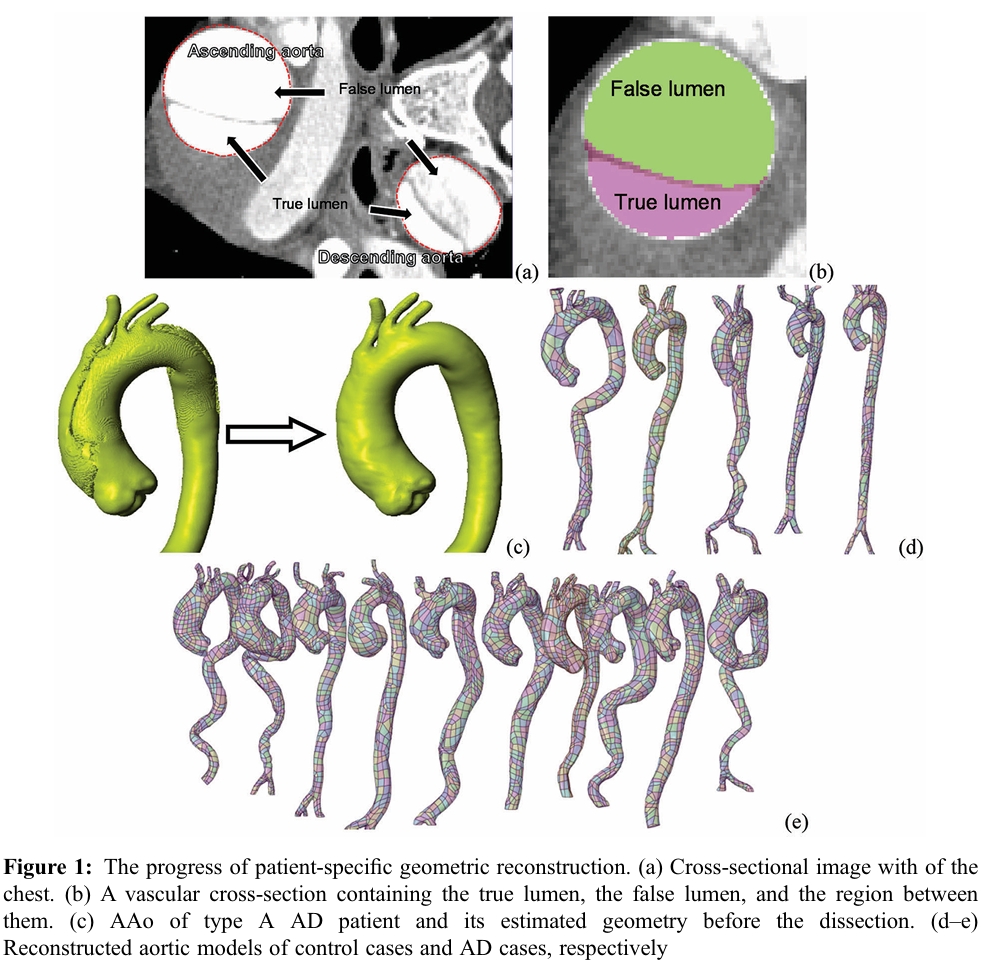 Ascending aorta
False lumen
True lumen
Descending aorta
(a)
False lumen
True lumen
(b)
(c)
(d)
(e)
Figure 1: The progress of patient-specific geometric reconstruction. (a) Cross-sectional image with of the
chest. (b) A vascular cross-section containing the true lumen, the false lumen, and the region between
them. (c) AAo of type A AD patient and its estimated geometry before the dissection. (d–e)
Reconstructed aortic models of control cases and AD cases, respectively